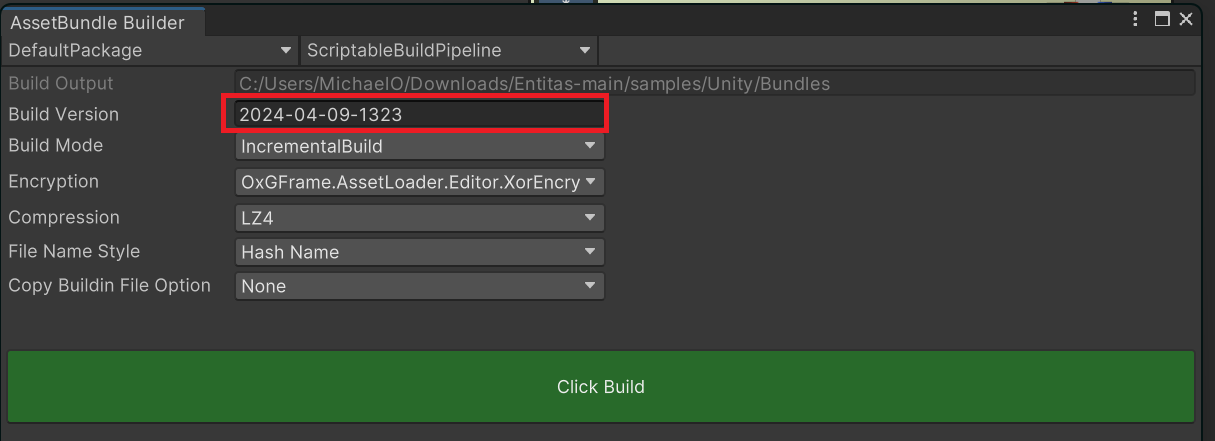 AssetBundle Builder
DefaultPackage ScriptableBuildPipeline
Build Output C:/Users/MichaelO/Downloads/Entitas-main/samples/Unity/Bundles
Build Version 2024-04-09-1323
Build Mode IncrementalBuild
Encryption OxGFrame.AssetLoader.Editor.XorEncry
Compression LZ4
File Name Style Hash Name
Copy Buildin File Option None
Click Build